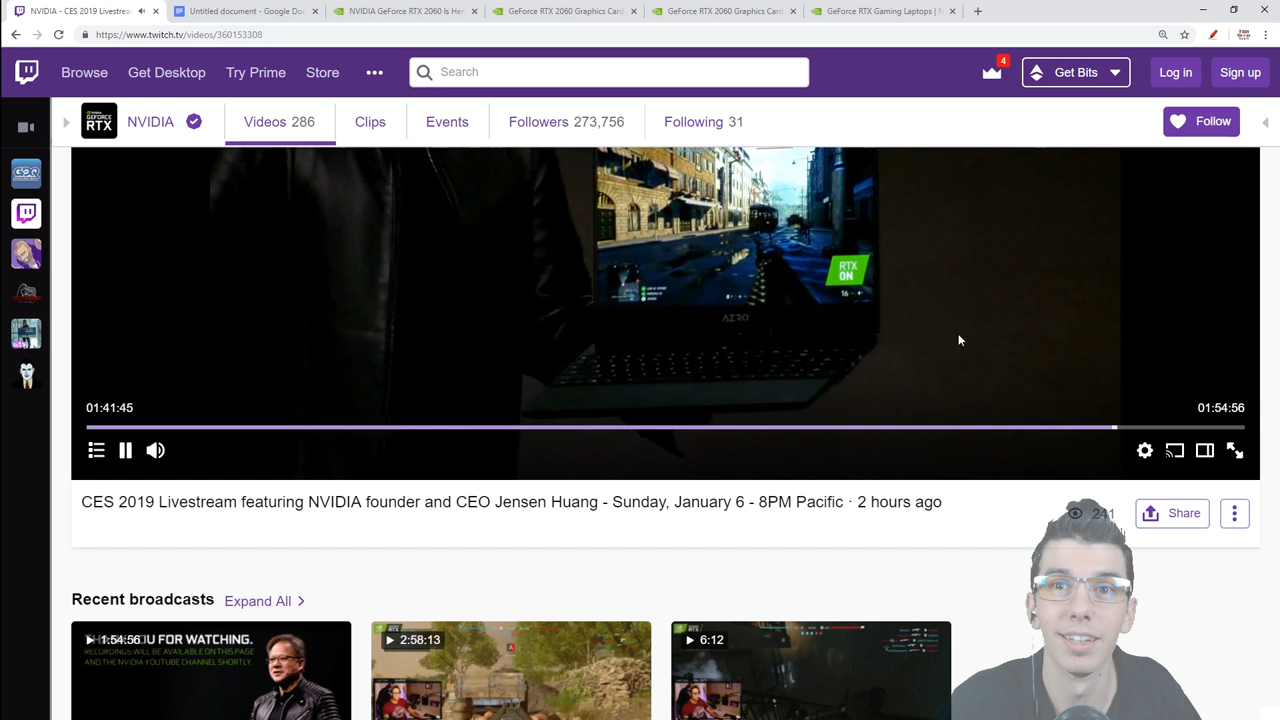 NVIDIA - CES 2019 Livestream
Untitled document - Google Doc
NVIDIA GeForce RTX 2060 Is Her
GeForce RTX 2060 Graphics Card
GeForce RTX 2060 Graphics Card
GeForce RTX Gaming Laptops |
https://www.twitch.tv/videos/360153308
Browse
Get Desktop
Try Prime
Store
Search
4
Get Bits
Log in
Sign up
GEFORCE
RTX
NVIDIA
Videos 286
Clips
Events
Followers 273,756
Following 31
Follow
RTX
ON
16
AERO
01:41:45
01:54:56
CES 2019 Livestream featuring NVIDIA founder and CEO Jensen Huang - Sunday, January 6 - 8PM Pacific · 2 hours ago
241
Share
Recent broadcasts
Expand All
1:54:56
YOU FOR WATCHING.
RECORDINGS WILL BE AVAILABLE ON THIS PAGE
AND THE NVIDIA YOUTUBE CHANNEL SHORTLY.
2:58:13
A
6:12